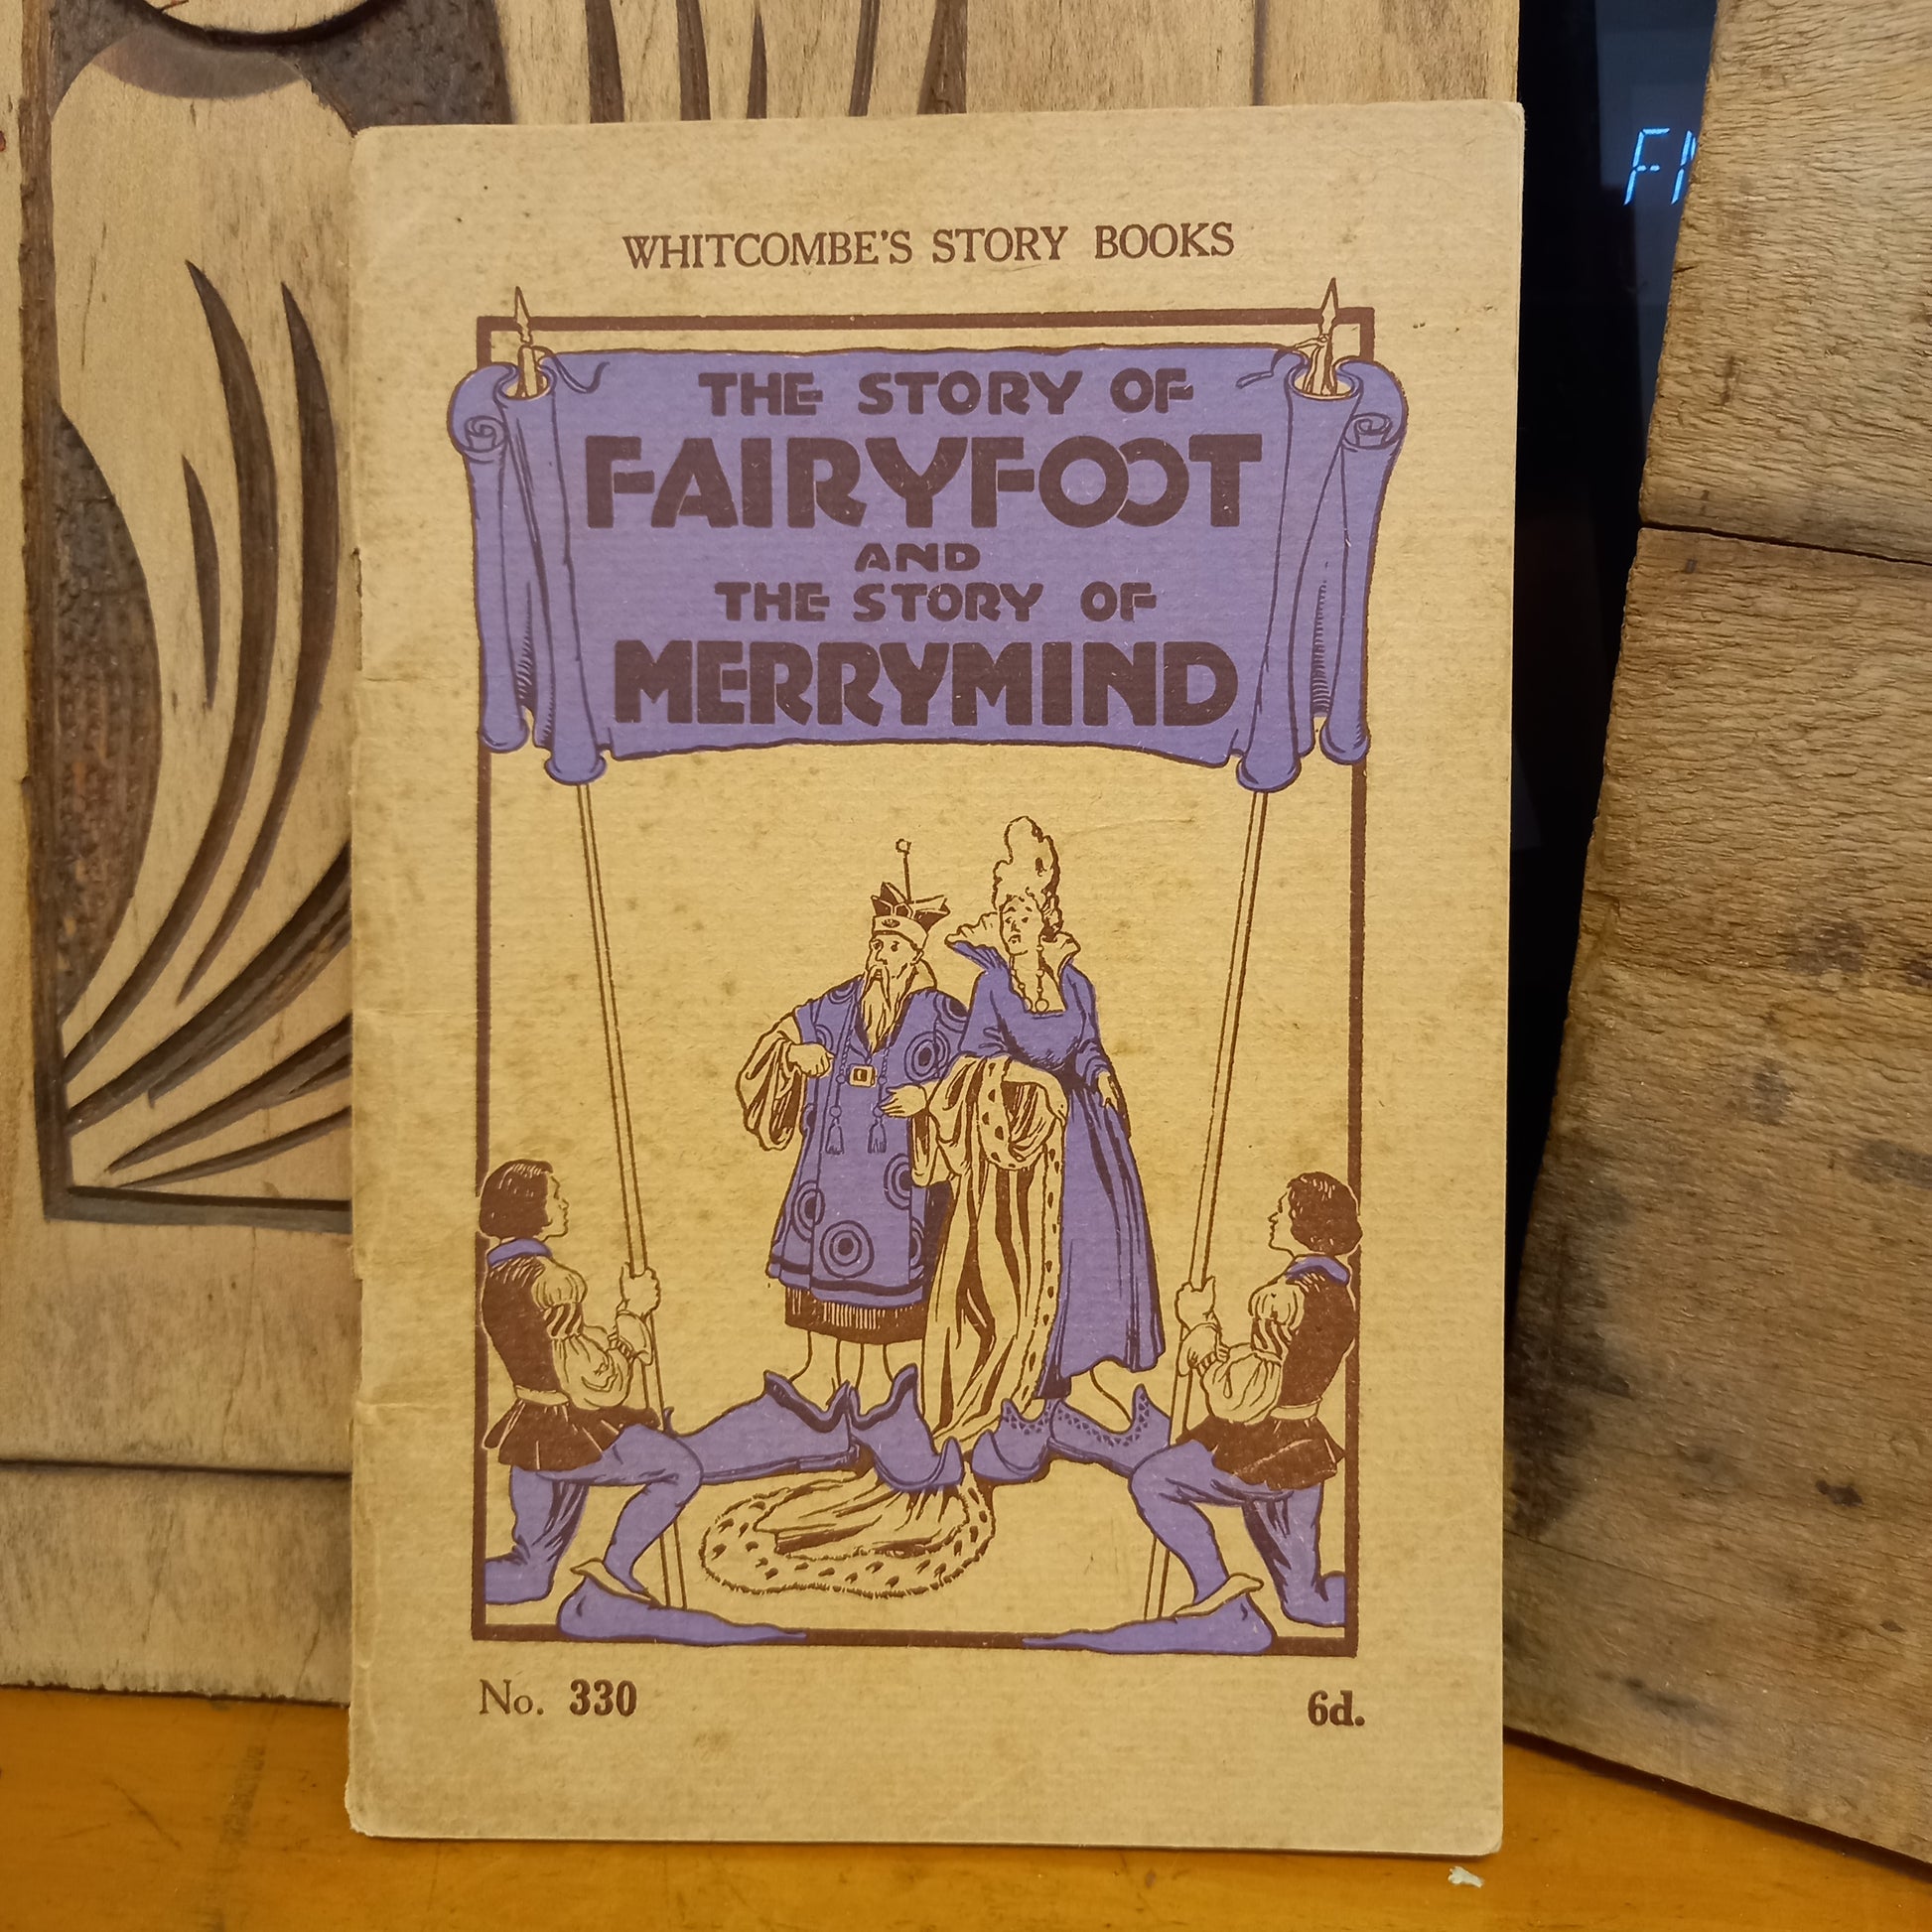 WHITCOMBE'S STORY BOOKS
THE STORY OF
FAIRYFOOT
AND
THE STORY OF
MERRYMIND
No. 330
6d.